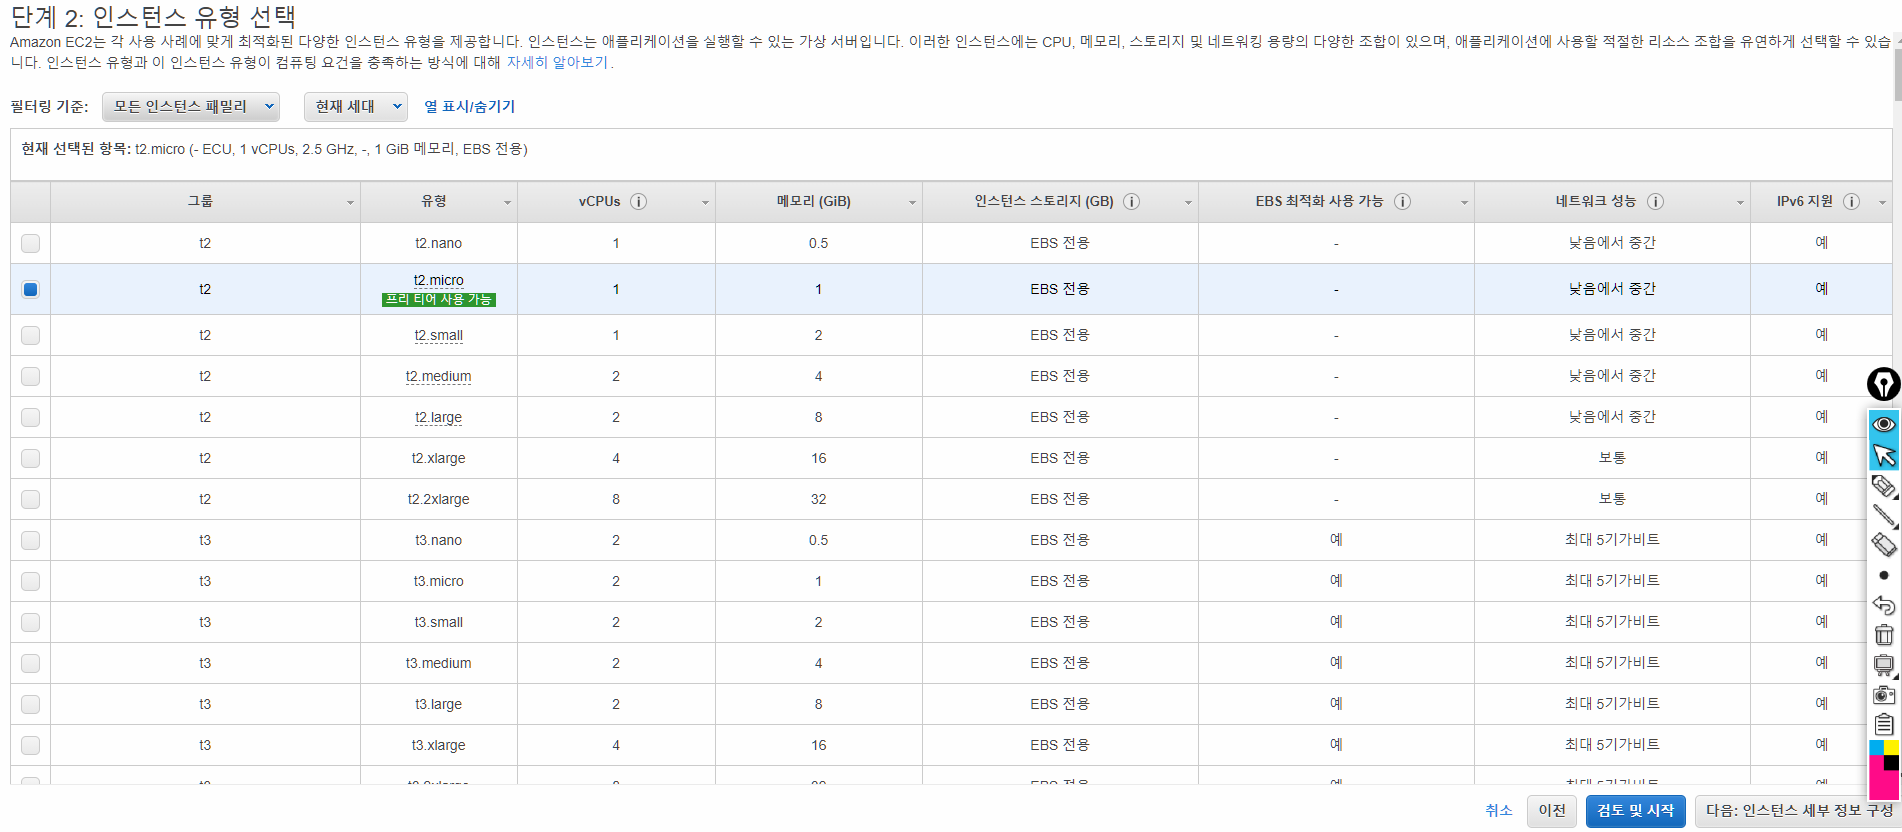 단계 2: 인스턴스 유형 선택
Amazon EC2는 각 사용 사례에 맞게 최적화된 다양한 인스턴스 유형을 제공합니다. 인스턴스는 애플리케이션을 실행할 수 있는 가상 서버입니다. 이러한 인스턴스에는 CPU, 메모리, 스토리지 및 네트워킹 용량의 다양한 조합이 있으며, 애플리케이션에 사용할 적절한 리소스 조합을 유연하게 선택할 수 있습
니다. 인스턴스 유형과 이 인스턴스 유형이 컴퓨팅 요건을 충족하는 방식에 대해 자세히 알아보기.
필터링 기준: 모든 인스턴스 패밀리 현재 세대 열 표시/숨기기
현재 선택된 항목: t2.micro (- ECU, 1 vCPUs, 2.5 GHz, -, 1 GiB 메모리, EBS 전용)
그룹 유형 vCPUs 메모리 (GiB) 인스턴스 스토리지 (GB) EBS 최적화 사용 가능 네트워크 성능 IPv6 지원
t2 t2.nano 1 0.5 EBS 전용 - 낮음에서 중간 예
t2 t2.micro 1 1 EBS 전용 - 낮음에서 중간 예
프리 티어 사용 가능
t2 t2.small 1 2 EBS 전용 - 낮음에서 중간 예
t2 t2.medium 2 4 EBS 전용 - 낮음에서 중간 예
t2 t2.large 2 8 EBS 전용 - 낮음에서 중간 예
t2 t2.xlarge 4 16 EBS 전용 - 보통 예
t2 t2.2xlarge 8 32 EBS 전용 - 보통 예
t3 t3.nano 2 0.5 EBS 전용 예 최대 5기가비트 예
t3 t3.micro 2 1 EBS 전용 예 최대 5기가비트 예
t3 t3.small 2 2 EBS 전용 예 최대 5기가비트 예
t3 t3.medium 2 4 EBS 전용 예 최대 5기가비트 예
t3 t3.large 2 8 EBS 전용 예 최대 5기가비트 예
t3 t3.xlarge 4 16 EBS 전용 예 최대 5기가비트 예
취소 이전 검토 및 시작 다음: 인스턴스 세부 정보 구성